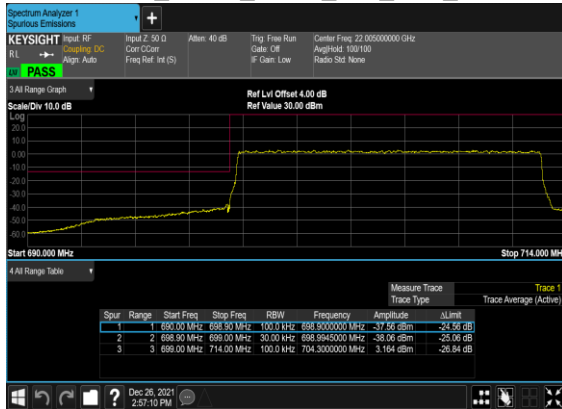 Spectrum Analyzer 1
Spurious Emissions
KEYSIGHT Input: RF Input Z: 50 Ω Atten: 40 dB Trig: Free Run Center Freq: 22.005000000 GHz
RL Coupling: DC Corr CCorr Gate: Off Avg|Hold: 100/100
Align: Auto Freq Ref: Int (S) IF Gain: Low Radio Std: None
PASS
3 All Range Graph
Ref Lvl Offset 4.00 dB
Scale/Div 10.0 dB Ref Value 30.00 dBm
Log
20.0
10.0
0.00
-10.0
-20.0
-30.0
-40.0
-50.0
-60.0
Start 690.000 MHz Stop 714.000 MH
4 All Range Table
Measure Trace Trace 1
Trace Type Trace Average (Active)
Spur Range Start Freq Stop Freq RBW Frequency Amplitude ΔLimit
1 1 690.00 MHz 698.90 MHz 100.0 kHz 698.9000000 MHz -37.56 dBm -24.56 dB
2 2 698.90 MHz 699.00 MHz 30.00 kHz 698.9945000 MHz -38.06 dBm -25.06 dB
3 3 699.00 MHz 714.00 MHz 100.0 kHz 704.3000000 MHz 3.164 dBm -26.84 dB
? Dec 26, 2021
2:57:10 PM